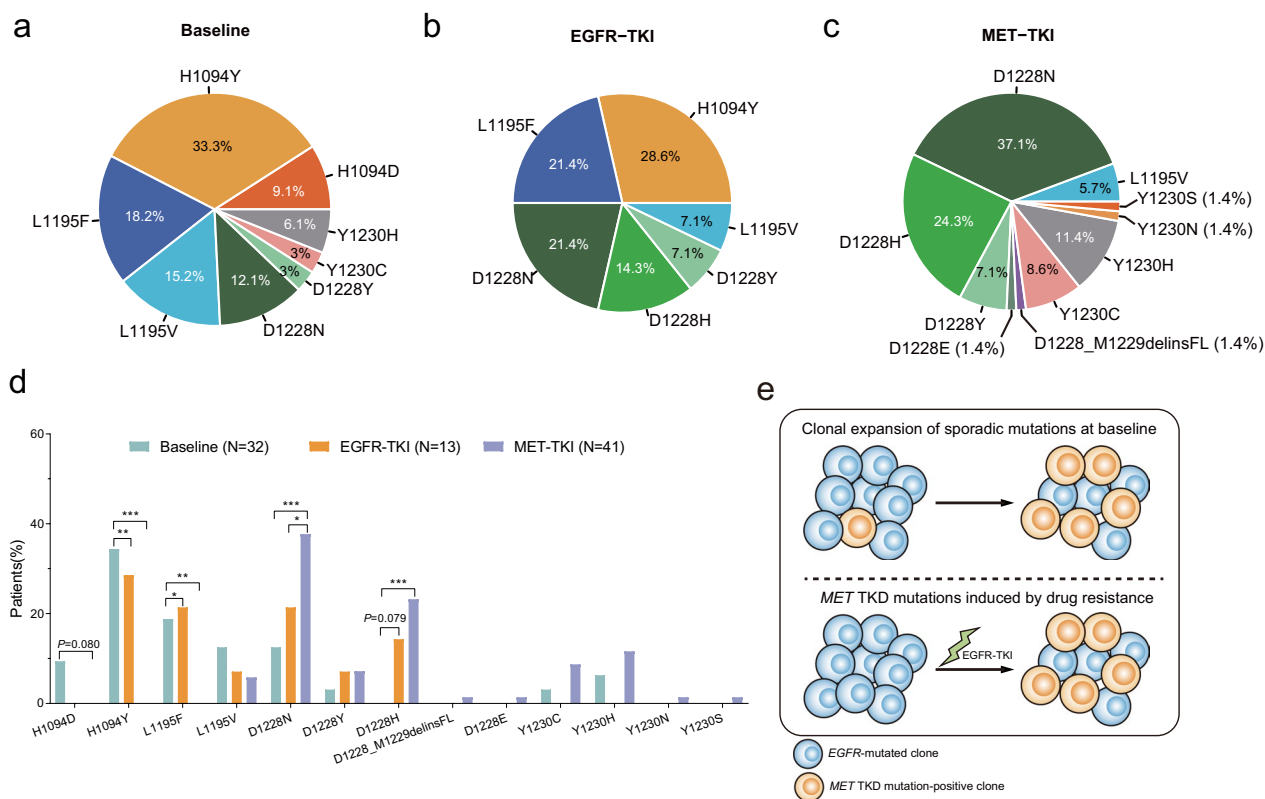 a
Baseline
H1094Y
33.3%
H1094D
9.1%
6.1%
Y1230H
3%
Y1230C
3%
D1228Y
12.1%
D1228N
15.2%
L1195V
18.2%
L1195F
b
EGFR−TKI
H1094Y
28.6%
L1195F
21.4%
7.1%
L1195V
7.1%
D1228Y
14.3%
D1228H
21.4%
D1228N
c
MET−TKI
D1228N
37.1%
L1195V
5.7%
Y1230S (1.4%)
Y1230N (1.4%)
11.4%
Y1230H
8.6%
Y1230C
D1228_M1229delinsFL (1.4%)
D1228E (1.4%)
7.1%
D1228Y
24.3%
D1228H
d
Baseline (N=32)
EGFR-TKI (N=13)
MET-TKI (N=41)
Patients(%)
60
40
20
0
P=0.080
***
**
**
*
***
*
***
P=0.079
H1094D
H1094Y
L1195F
L1195V
D1228N
D1228Y
D1228H
D1228_M1229delinsFL
D1228E
Y1230C
Y1230H
Y1230N
Y1230S
e
Clonal expansion of sporadic mutations at baseline
MET TKD mutations induced by drug resistance
EGFR-TKI
EGFR-mutated clone
MET TKD mutation-positive clone